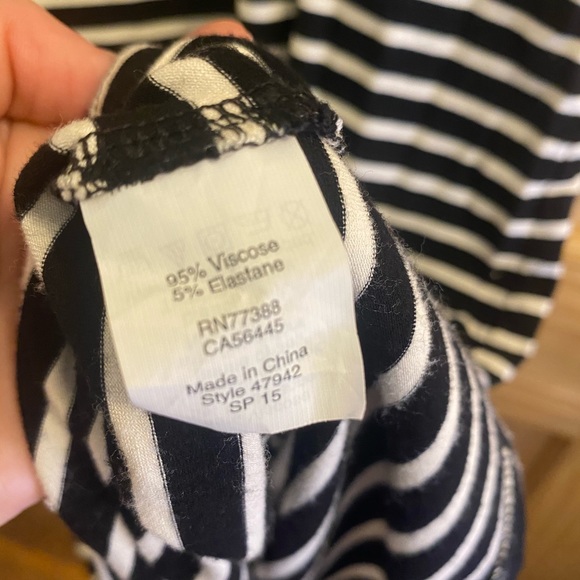 95% Viscose
5% Elastane
RN77388
CA56445
Made in China
Style 47942
SP 15